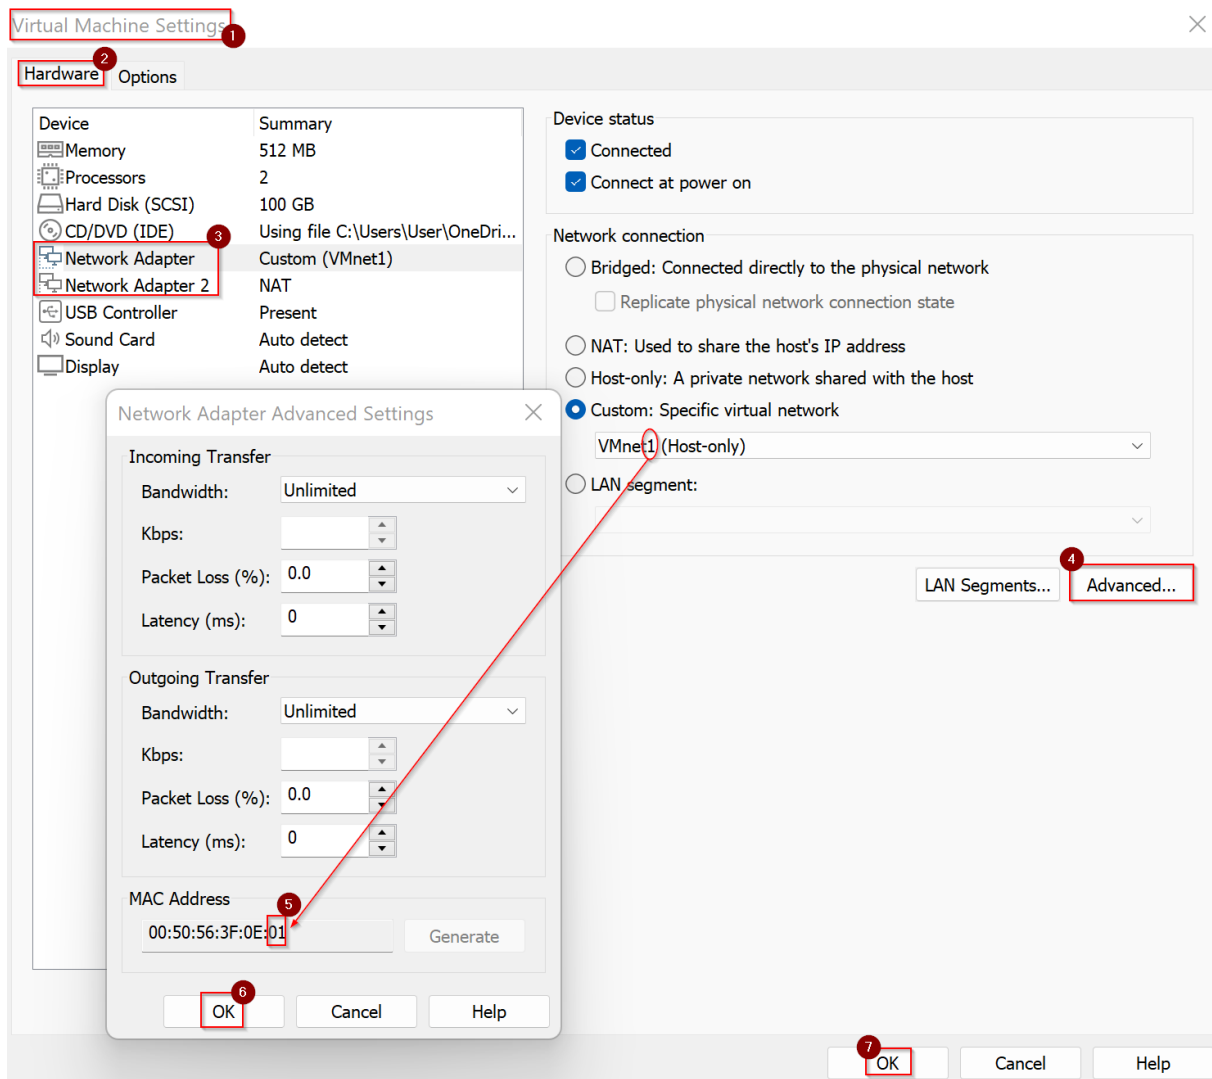 Virtual Machine Settings
1
2
Hardware
Options
Device Summary
Memory 512 MB
Processors 2
Hard Disk (SCSI) 100 GB
CD/DVD (IDE) Using file C:\Users\User\OneDri...
3
Network Adapter Custom (VMnet1)
Network Adapter 2 NAT
USB Controller Present
Sound Card Auto detect
Display Auto detect
Device status
Connected
Connect at power on
Network connection
Bridged: Connected directly to the physical network
Replicate physical network connection state
NAT: Used to share the host's IP address
Host-only: A private network shared with the host
Custom: Specific virtual network
VMnet1 (Host-only)
LAN segment:
4
LAN Segments... Advanced...
Network Adapter Advanced Settings
Incoming Transfer
Bandwidth: Unlimited
Kbps:
Packet Loss (%): 0.0
Latency (ms): 0
Outgoing Transfer
Bandwidth: Unlimited
Kbps:
Packet Loss (%): 0.0
Latency (ms): 0
MAC Address
5
00:50:56:3F:0E:01 Generate
6
OK Cancel Help
7
OK Cancel Help